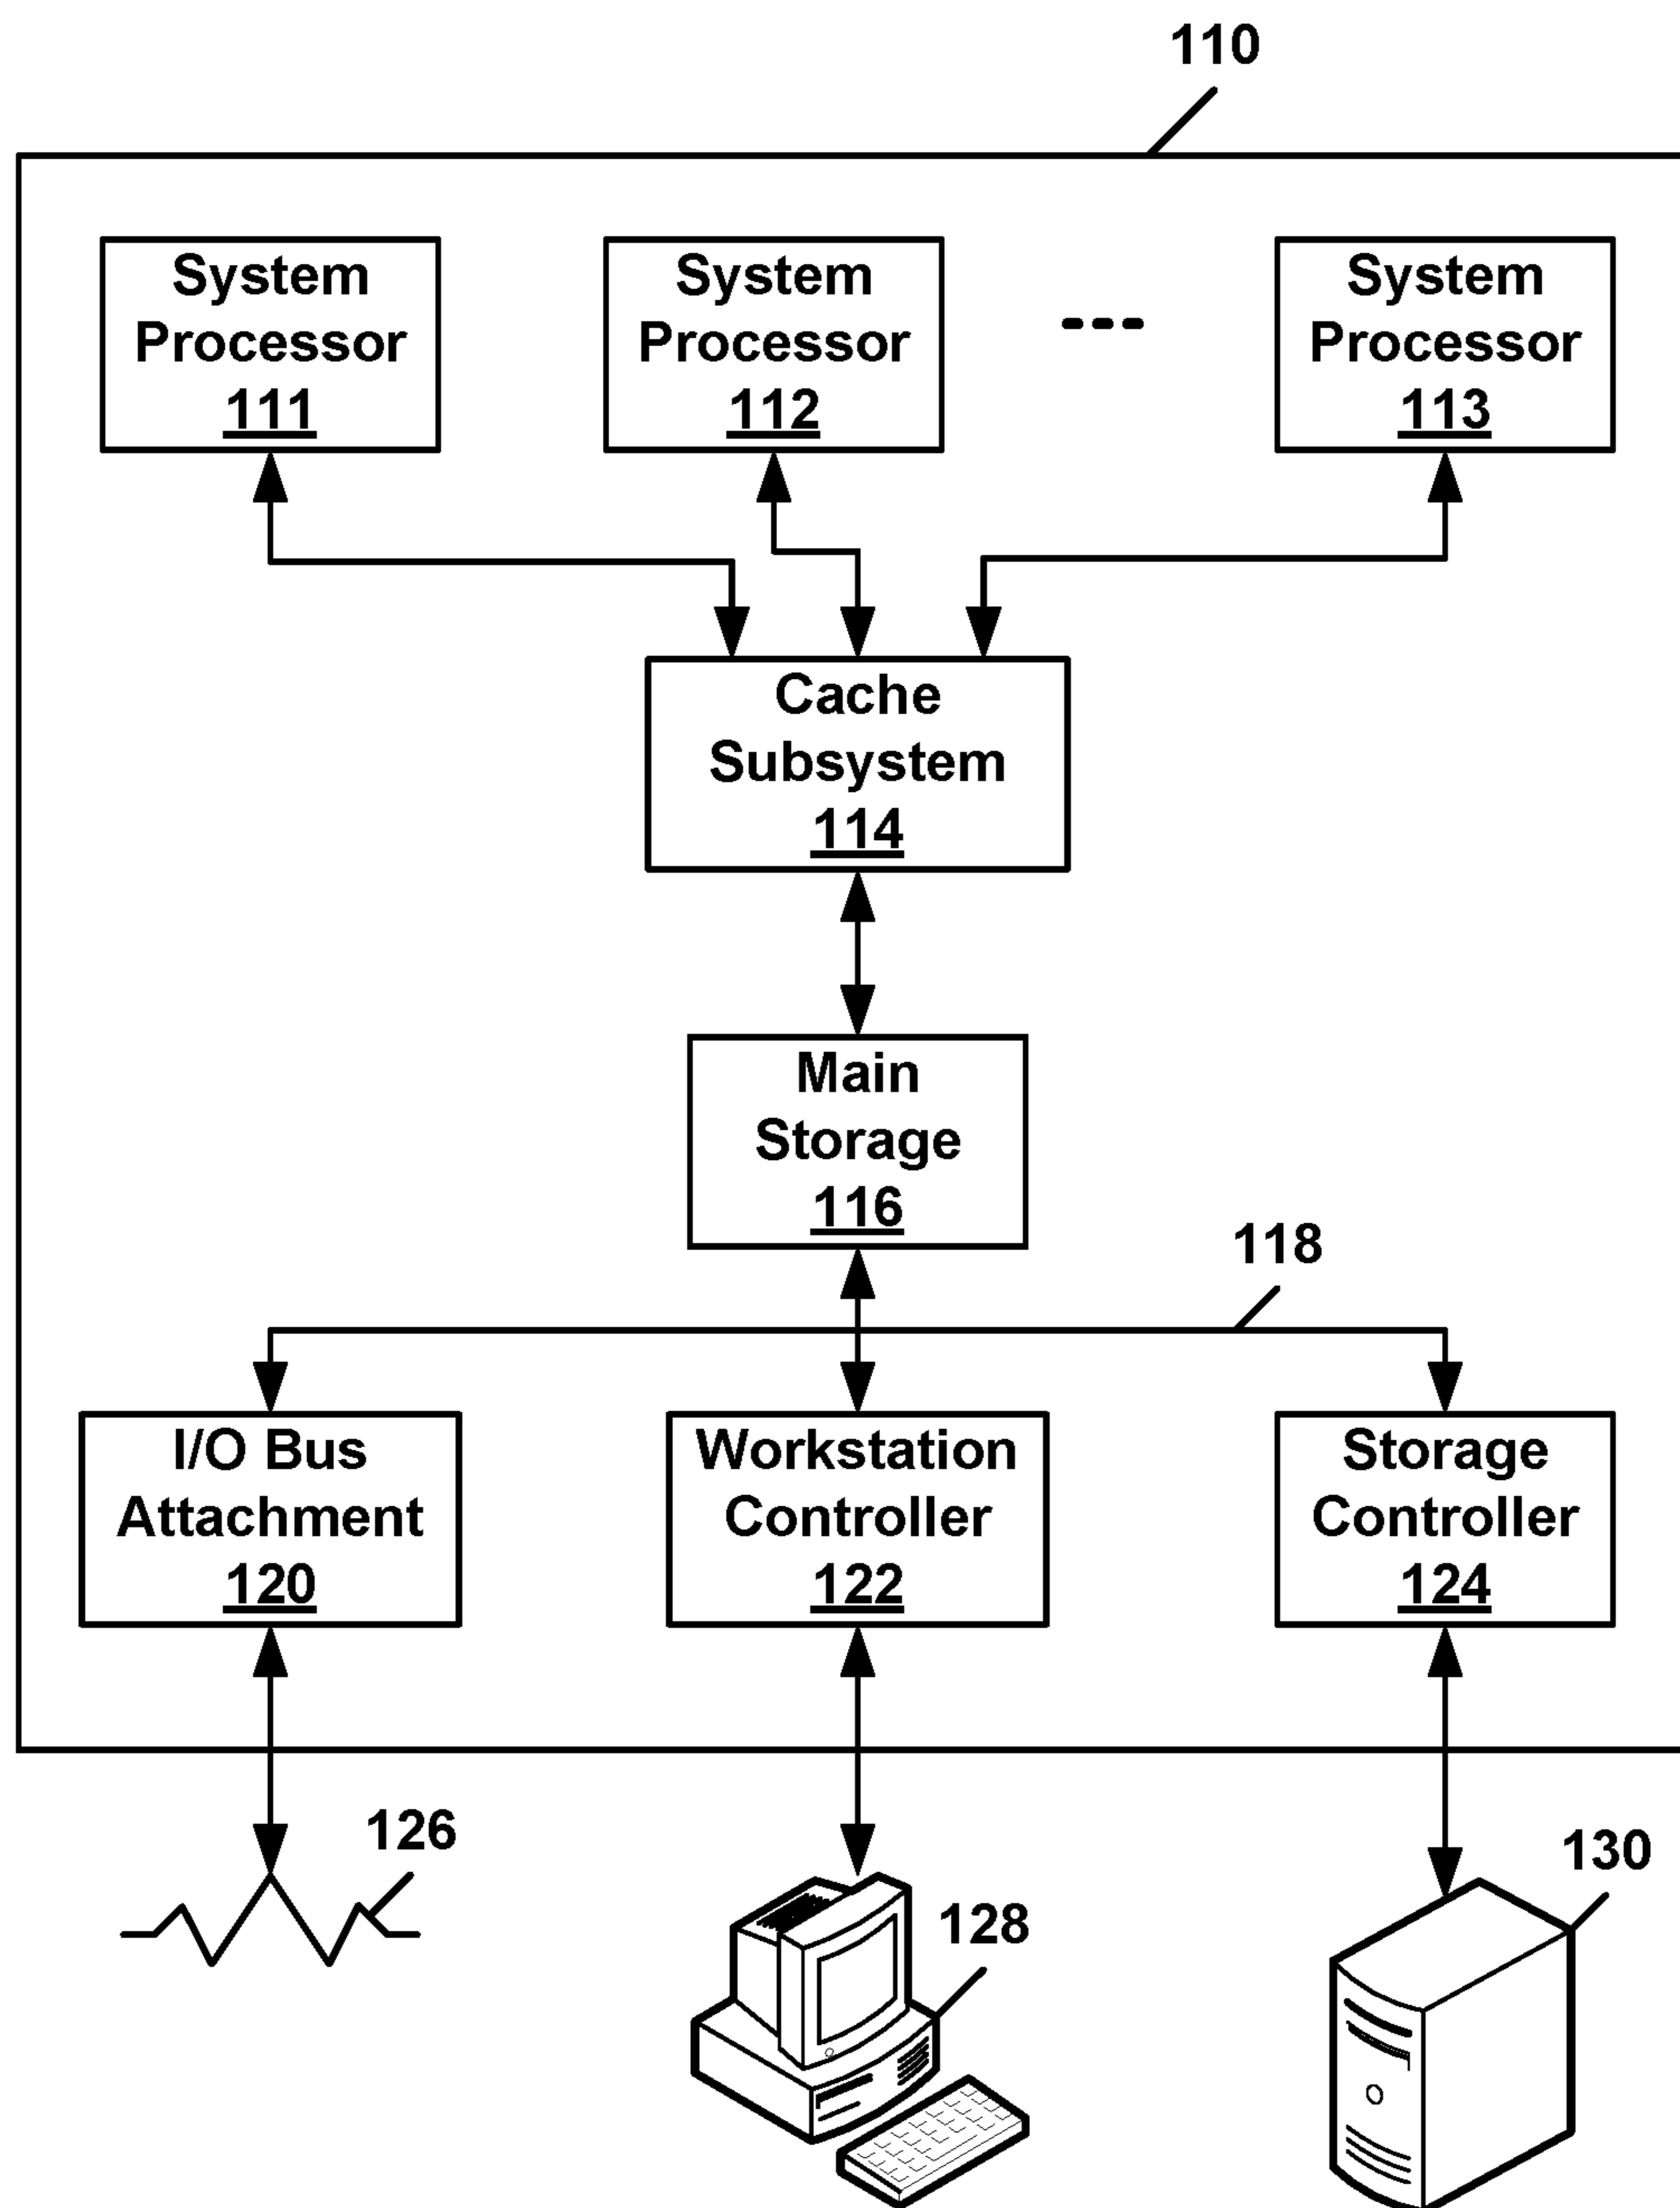 110
System
Processor
111
System
Processor
112
---
System
Processor
113
Cache
Subsystem
114
Main
Storage
116
118
I/O Bus
Attachment
120
Workstation
Controller
122
Storage
Controller
124
126
128
130